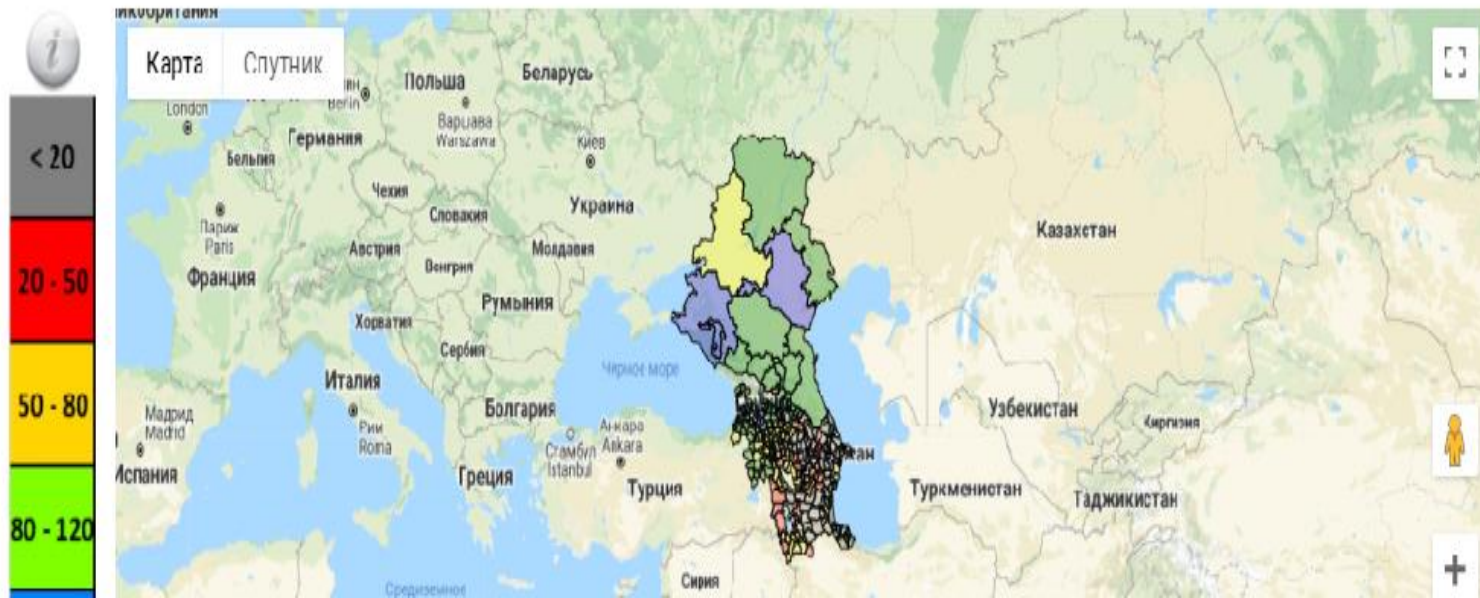 Карта Спутник
< 20
20 - 50
50 - 80
80 - 120
London
Berlin
Германия
Польша
Варшава
Warszawa
Беларусь
Киев
Бельгия
Чехия
Словакия
Украина
Париж
Paris
Франция
Австрия
Венгрия
Молдавия
Румыния
Хорватия
Сербия
Казахстан
Черное море
Италия
Рим
Roma
Болгария
Мадрид
Madrid
Испания
Греция
Стамбул
Istanbul
Анкара
Ankara
Турция
Узбекистан
Киргизия
Туркменистан
Таджикистан
Сирия
Средиземное